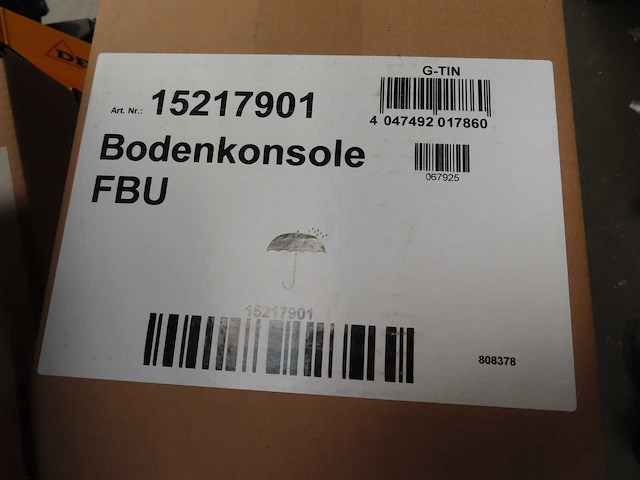 G-TIN
Art. Nr.: 15217901
4 047492 017860
Bodenkonsole
FBU
067925
15217901
808378